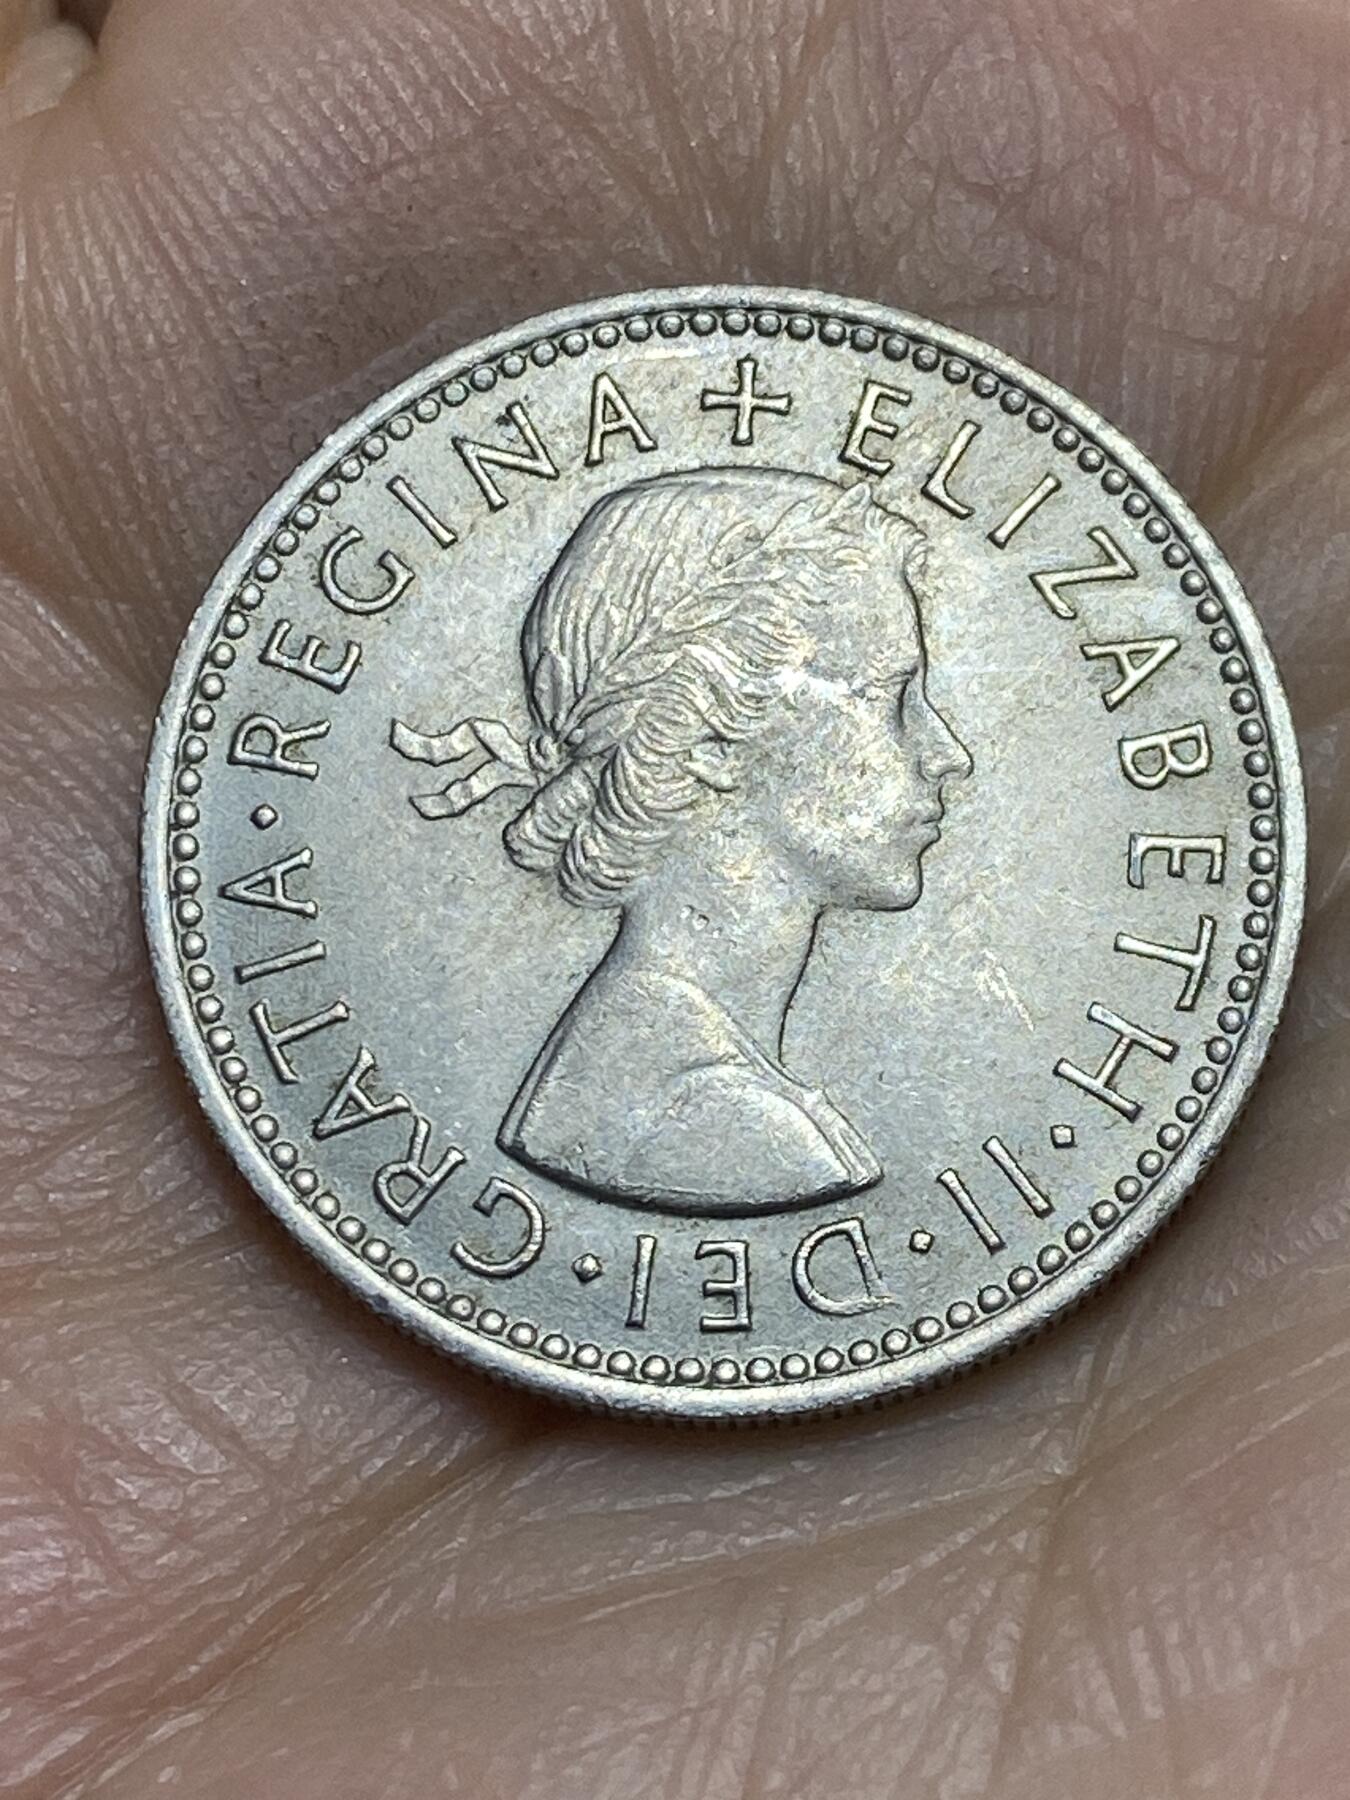 + ELIZABETH · II · DEI · GRATIA · REGINA